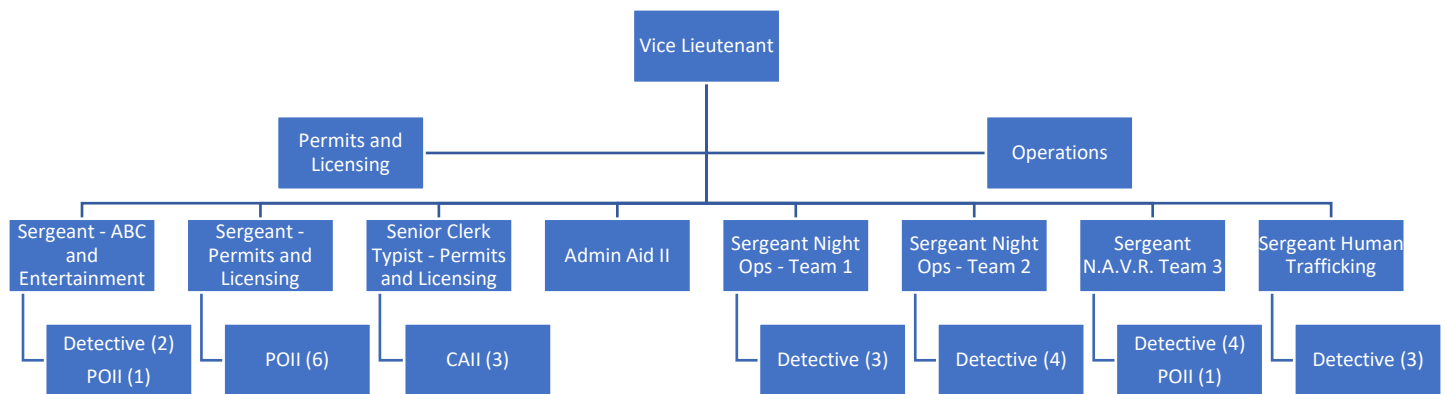 Vice Lieutenant
Permits and
Licensing
Operations
Sergeant - ABC
and
Entertainment
Sergeant -
Permits and
Licensing
Senior Clerk
Typist - Permits
and Licensing
Admin Aid II
Sergeant Night
Ops - Team 1
Sergeant Night
Ops - Team 2
Sergeant
N.A.V.R. Team 3
Sergeant Human
Trafficking
Detective (2)
POII (1)
POII (6)
CAII (3)
Detective (3)
Detective (4)
Detective (4)
POII (1)
Detective (3)